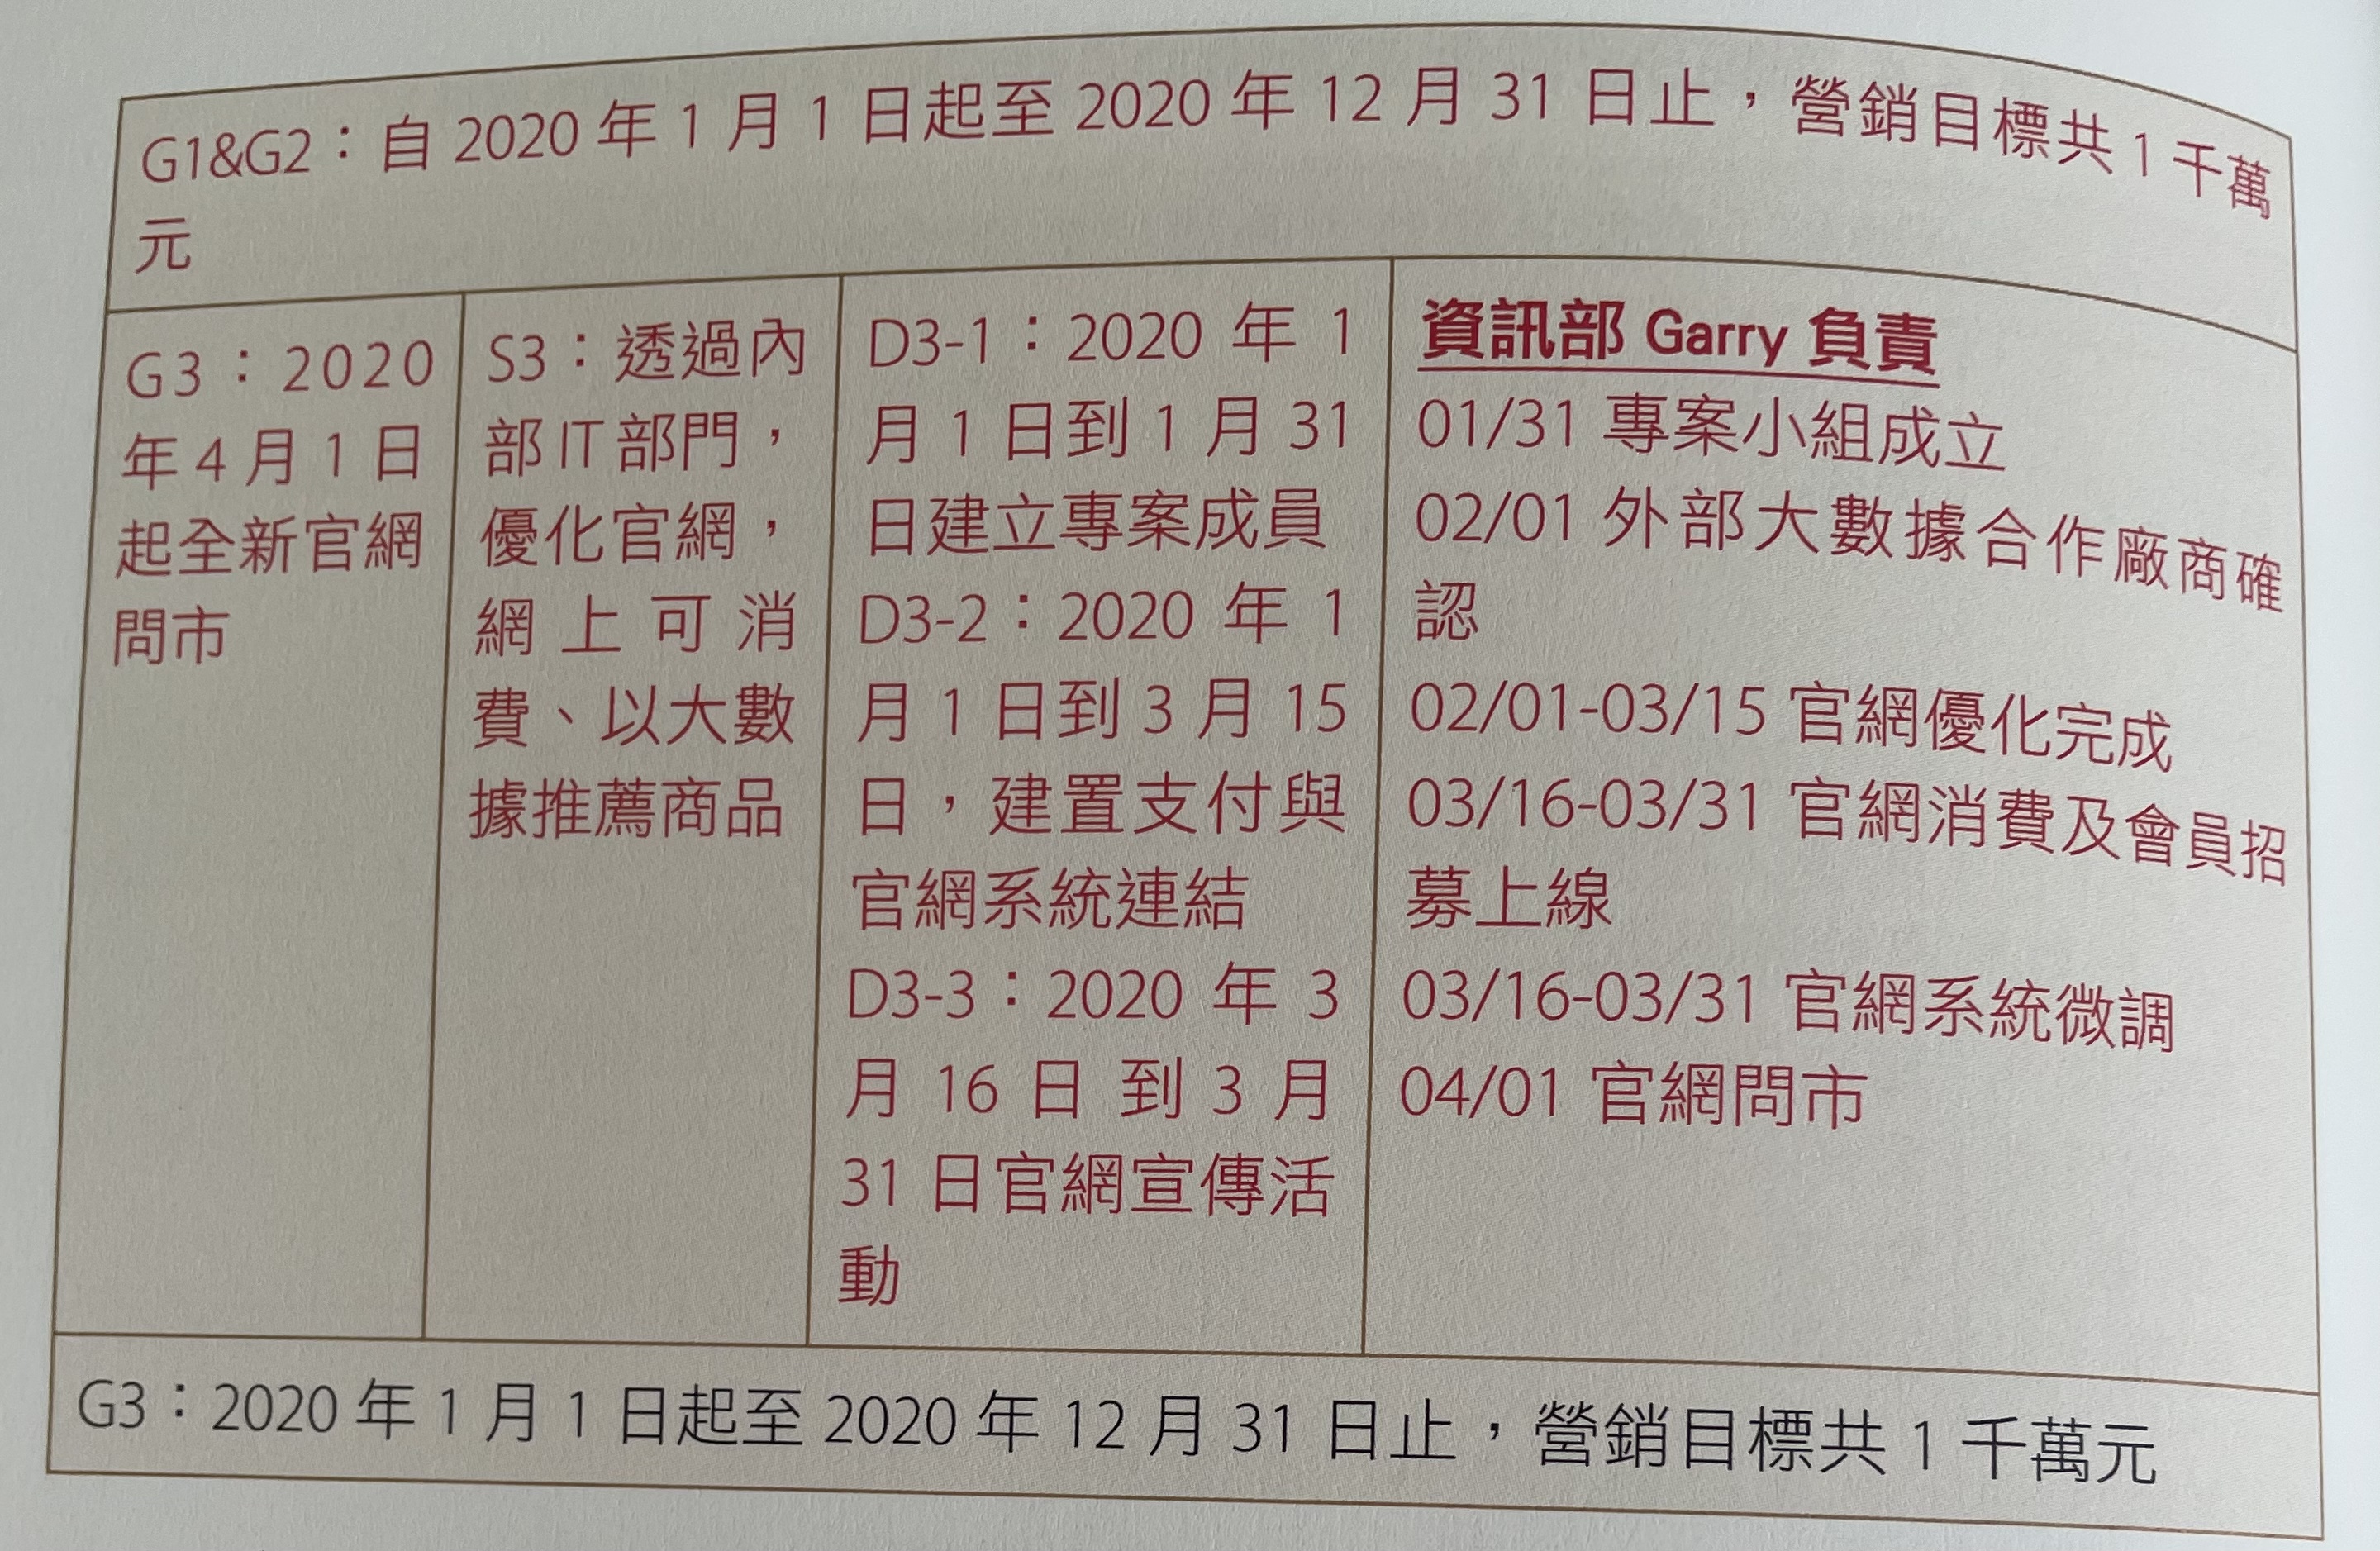 G1&G2：自 2020 年 1 月 1 日起至 2020 年 12 月 31 日止，營銷目標共 1 千萬
元
G3：2020
年 4 月 1 日
起全新官網
問市
S3：透過內
部 IT 部門，
優化官網，
網上可消
費、以大數
據推薦商品
D3-1：2020 年 1
月 1 日到 1 月 31
日建立專案成員
D3-2：2020 年 1
月 1 日到 3 月 15
日，建置支付與
官網系統連結
D3-3：2020 年 3
月 16 日 到 3 月
31 日官網宣傳活
動
資訊部 Garry 負責
01/31 專案小組成立
02/01 外部大數據合作廠商確
認
02/01-03/15 官網優化完成
03/16-03/31 官網消費及會員招
募上線
03/16-03/31 官網系統微調
04/01 官網問市
G3：2020 年 1 月 1 日起至 2020 年 12 月 31 日止，營銷目標共 1 千萬元